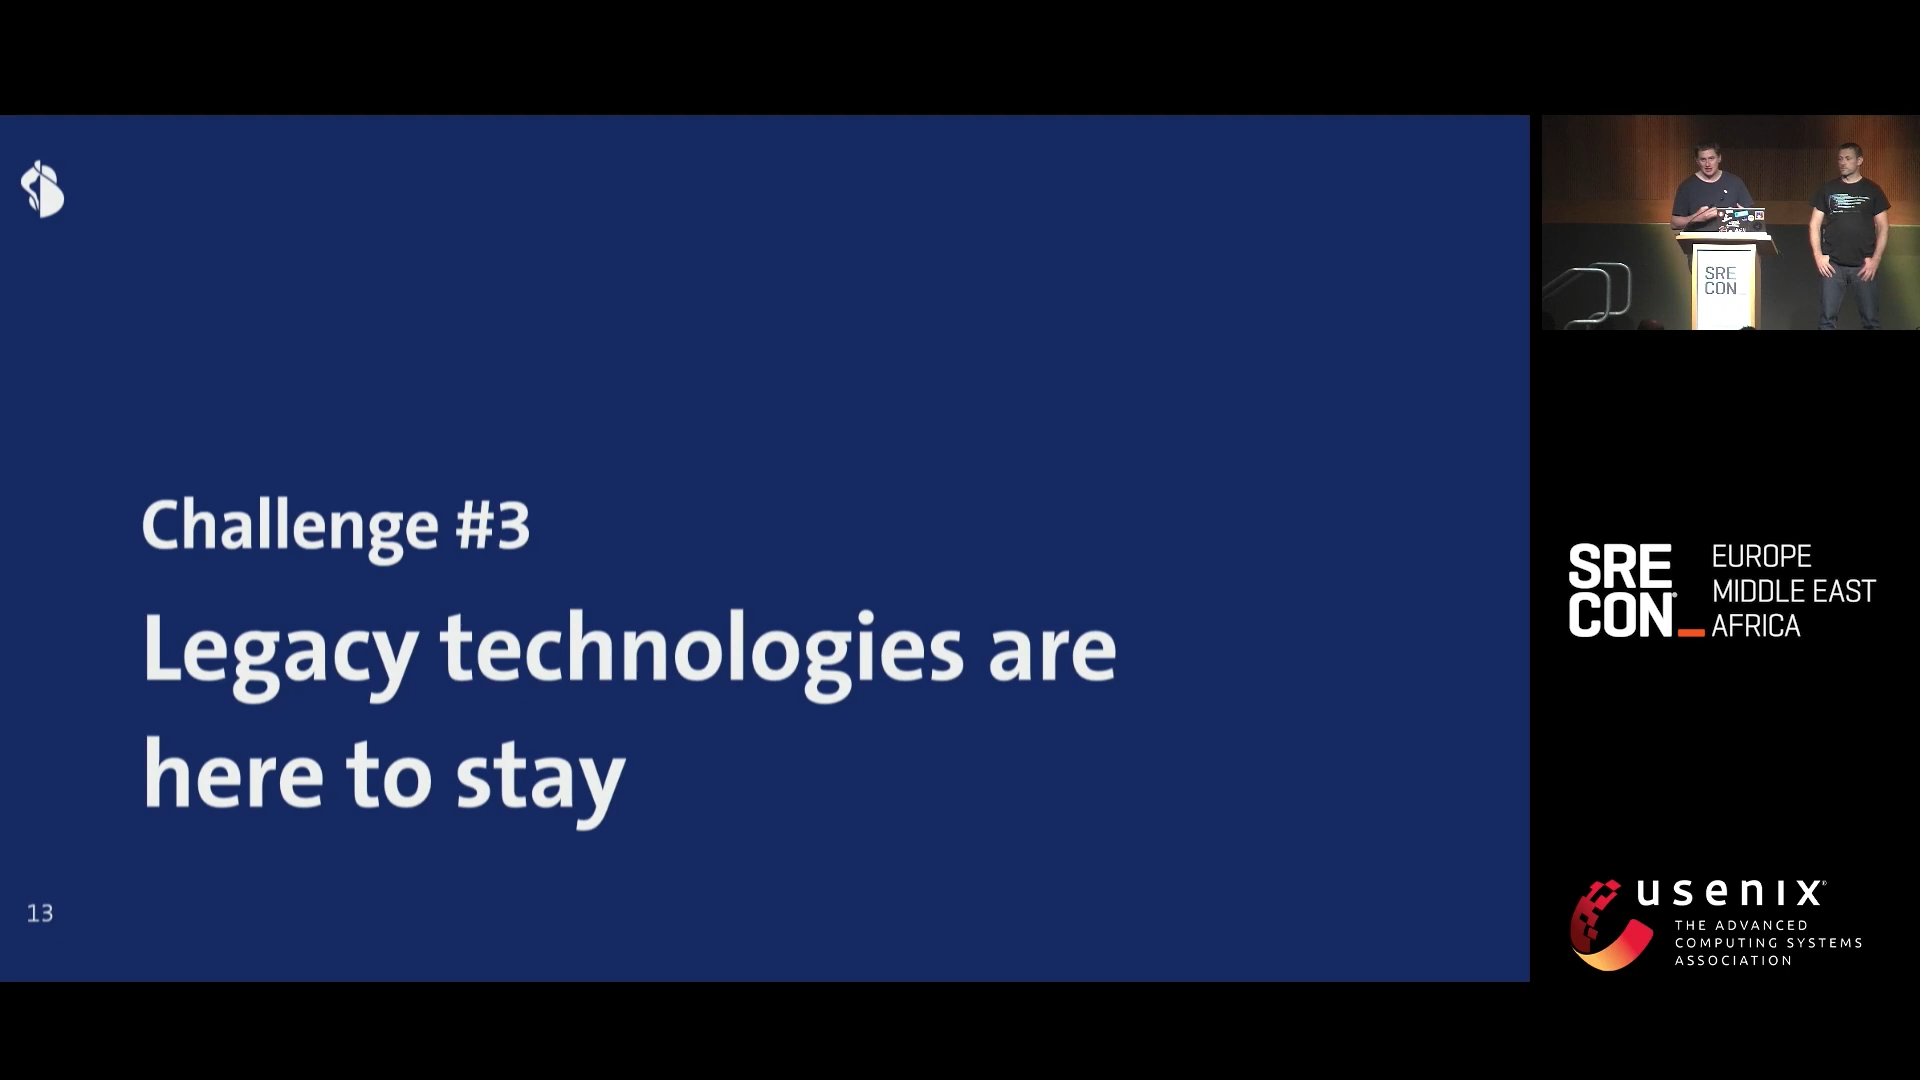 Challenge #3
Legacy technologies are
here to stay
13
SRE
CON
SRE
CON_
EUROPE
MIDDLE EAST
AFRICA
usenix
THE ADVANCED
COMPUTING SYSTEMS
ASSOCIATION